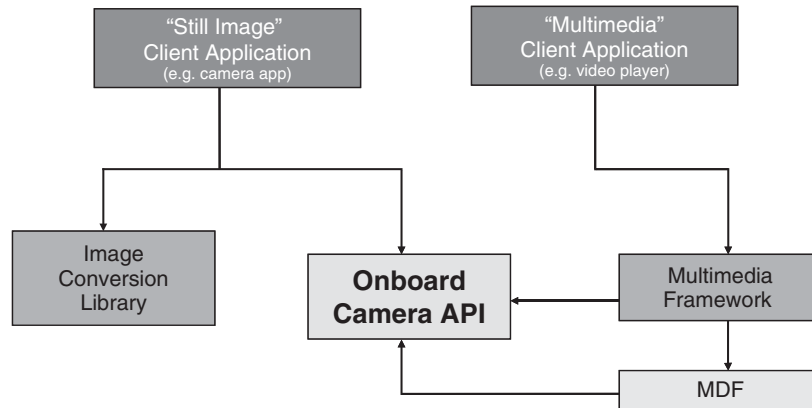 “Still Image”
Client Application
(e.g. camera app)
“Multimedia”
Client Application
(e.g. video player)
Image
Conversion
Library
Onboard
Camera API
Multimedia
Framework
MDF